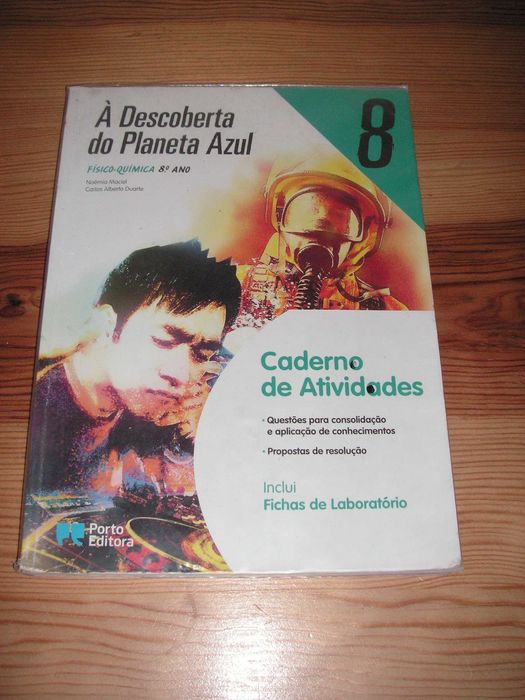 À Descoberta
do Planeta Azul
8
FÍSICO-QUÍMICA 8.º ANO
Noémia Maciel
Carlos Alberto Duarte
Caderno
de Atividades
• Questões para consolidação
e aplicação de conhecimentos
• Propostas de resolução
Inclui
Fichas de Laboratório
Porto
Editora